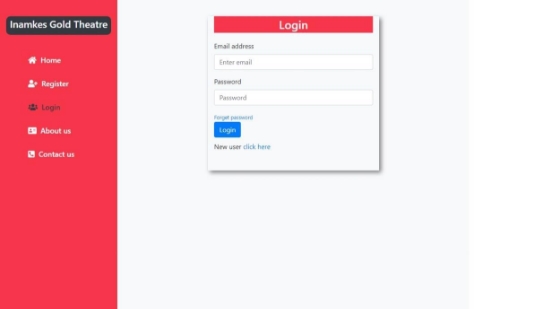 Inamkes Gold Theatre
Home
Register
Login
About us
Contact us
Login
Email address
Enter email
Password
Password
Forget password
Login
New user click here